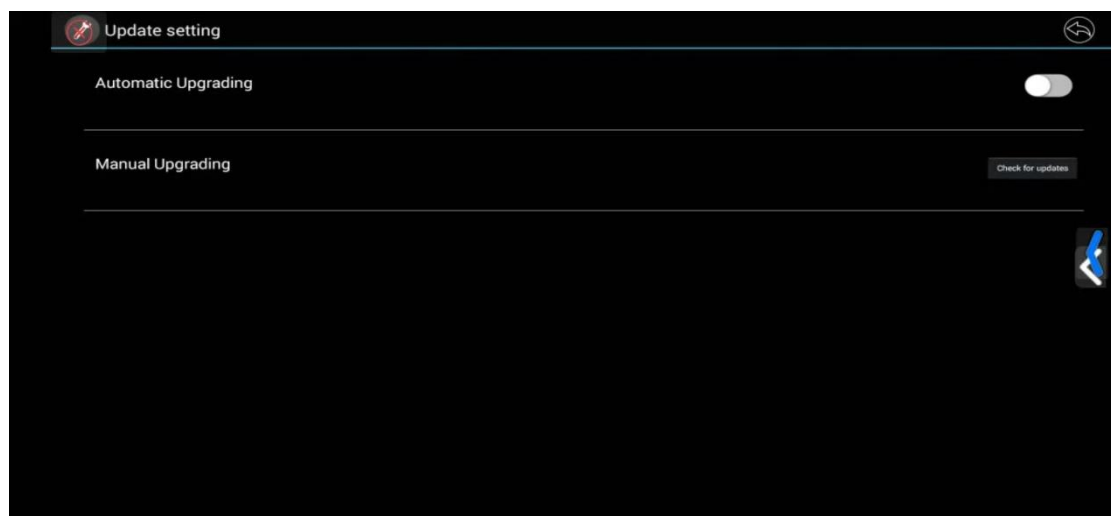 Update setting
Automatic Upgrading
Manual Upgrading
Check for updates